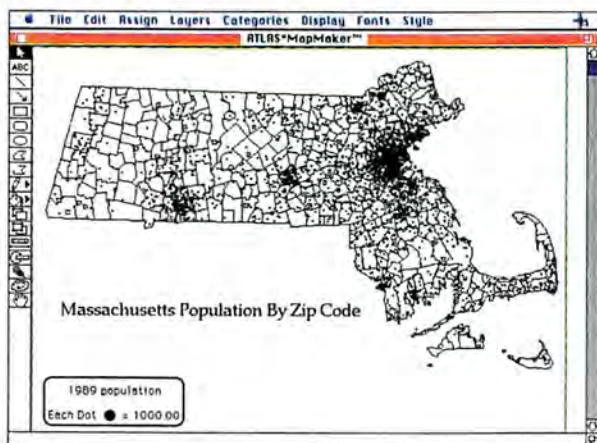 File Edit Assign Layers Categories Display Fonts Style
ATLAS*MapMaker™
ABC
Massachusetts Population By Zip Code
1989 population
Each Dot ● = 1000.00